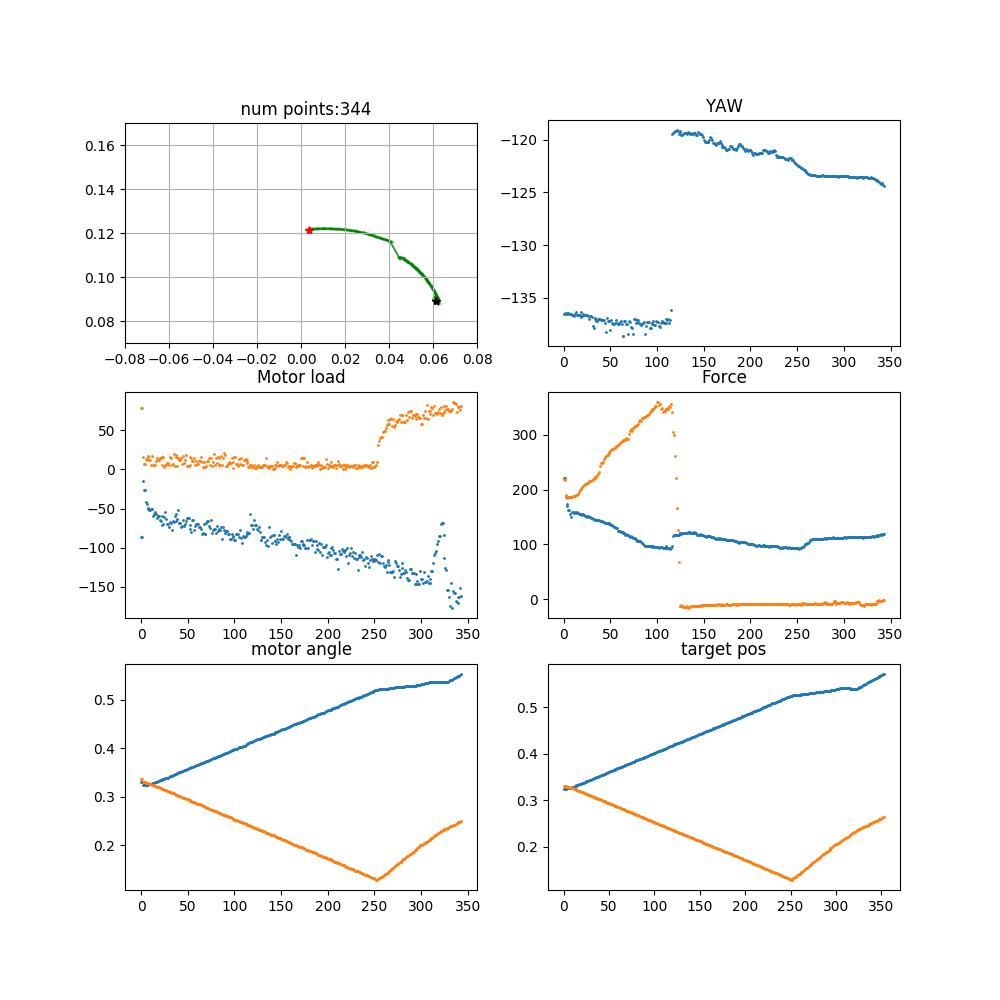 num points:344
0.16
0.14
0.12
0.10
0.08
−0.08 −0.06 −0.04 −0.02 0.00 0.02 0.04 0.06 0.08
YAW
−120
−125
−130
−135
0 50 100 150 200 250 300 350
Motor load
50
0
−50
−100
−150
0 50 100 150 200 250 300 350
Force
300
200
100
0
0 50 100 150 200 250 300 350
motor angle
0.5
0.4
0.3
0.2
0 50 100 150 200 250 300 350
target pos
0.5
0.4
0.3
0.2
0 50 100 150 200 250 300 350